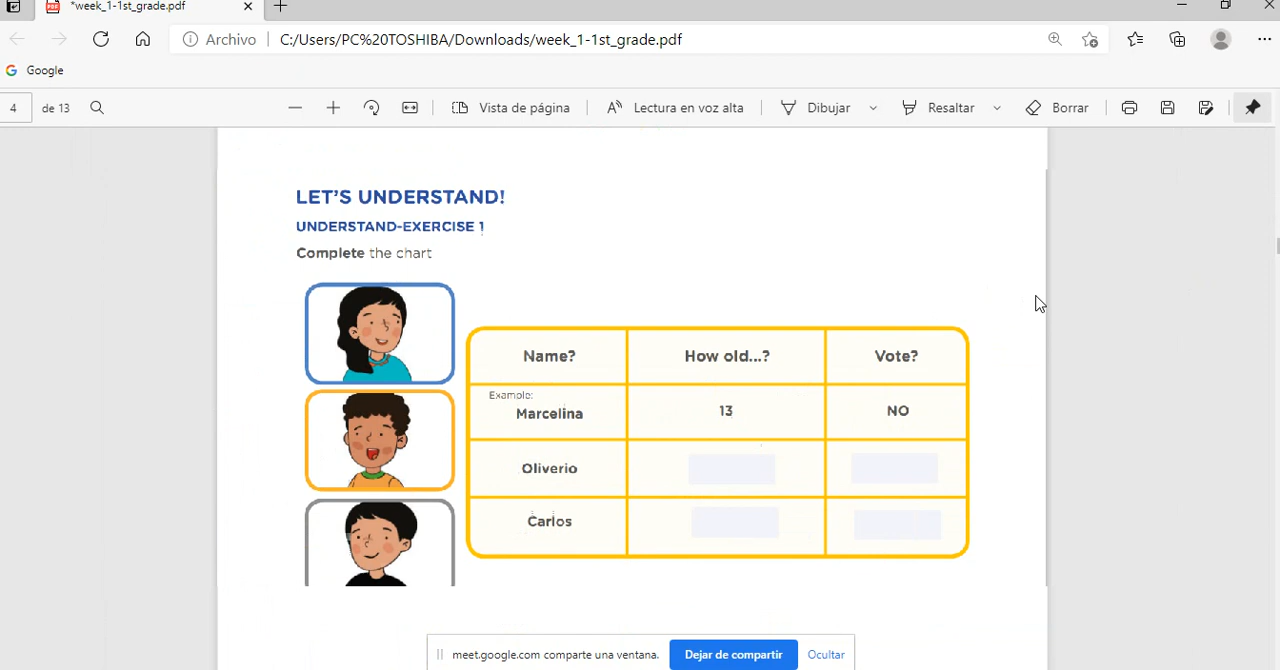 *week_1-1st_grade.pdf
Archivo C:/Users/PC%20TOSHIBA/Downloads/week_1-1st_grade.pdf
Google
4 de 13 Vista de página Lectura en voz alta Dibujar Resaltar Borrar
LET'S UNDERSTAND!
UNDERSTAND-EXERCISE 1
Complete the chart
Name? How old...? Vote?
Example:
Marcelina 13 NO
Oliverio
Carlos
meet.google.com comparte una ventana. Dejar de compartir Ocultar